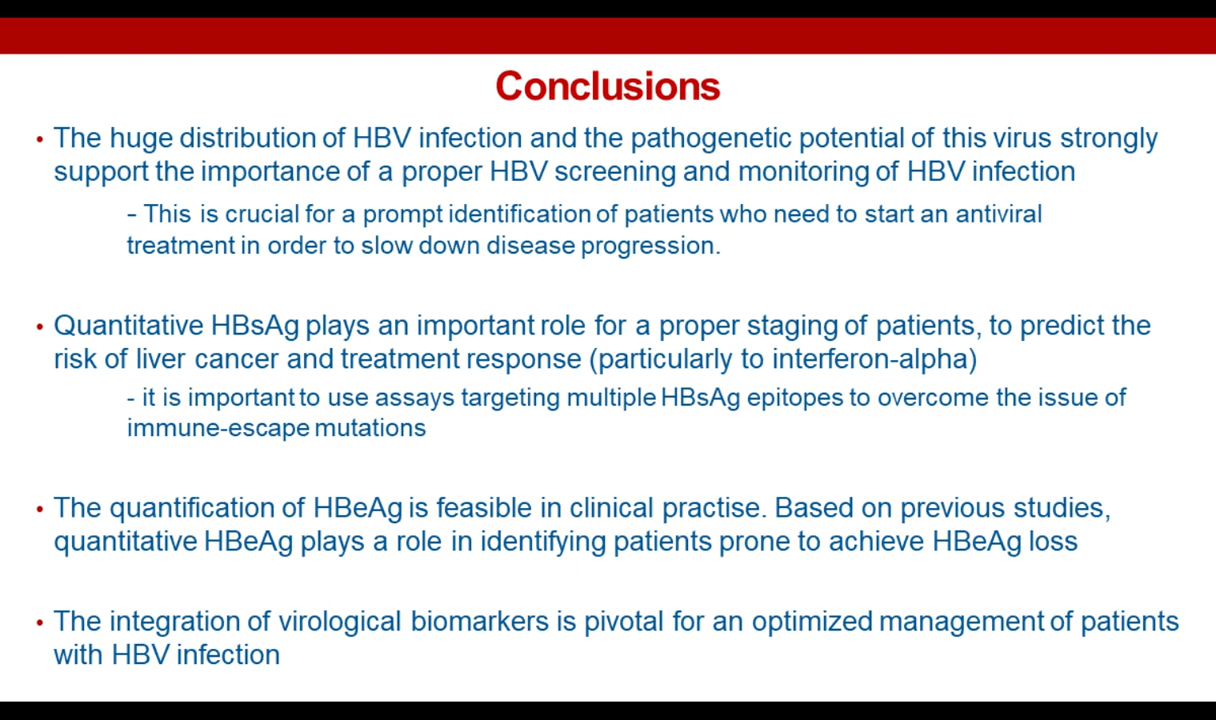 Conclusions
• The huge distribution of HBV infection and the pathogenetic potential of this virus strongly
support the importance of a proper HBV screening and monitoring of HBV infection
- This is crucial for a prompt identification of patients who need to start an antiviral
treatment in order to slow down disease progression.
• Quantitative HBsAg plays an important role for a proper staging of patients, to predict the
risk of liver cancer and treatment response (particularly to interferon-alpha)
- it is important to use assays targeting multiple HBsAg epitopes to overcome the issue of
immune-escape mutations
• The quantification of HBeAg is feasible in clinical practise. Based on previous studies,
quantitative HBeAg plays a role in identifying patients prone to achieve HBeAg loss
• The integration of virological biomarkers is pivotal for an optimized management of patients
with HBV infection